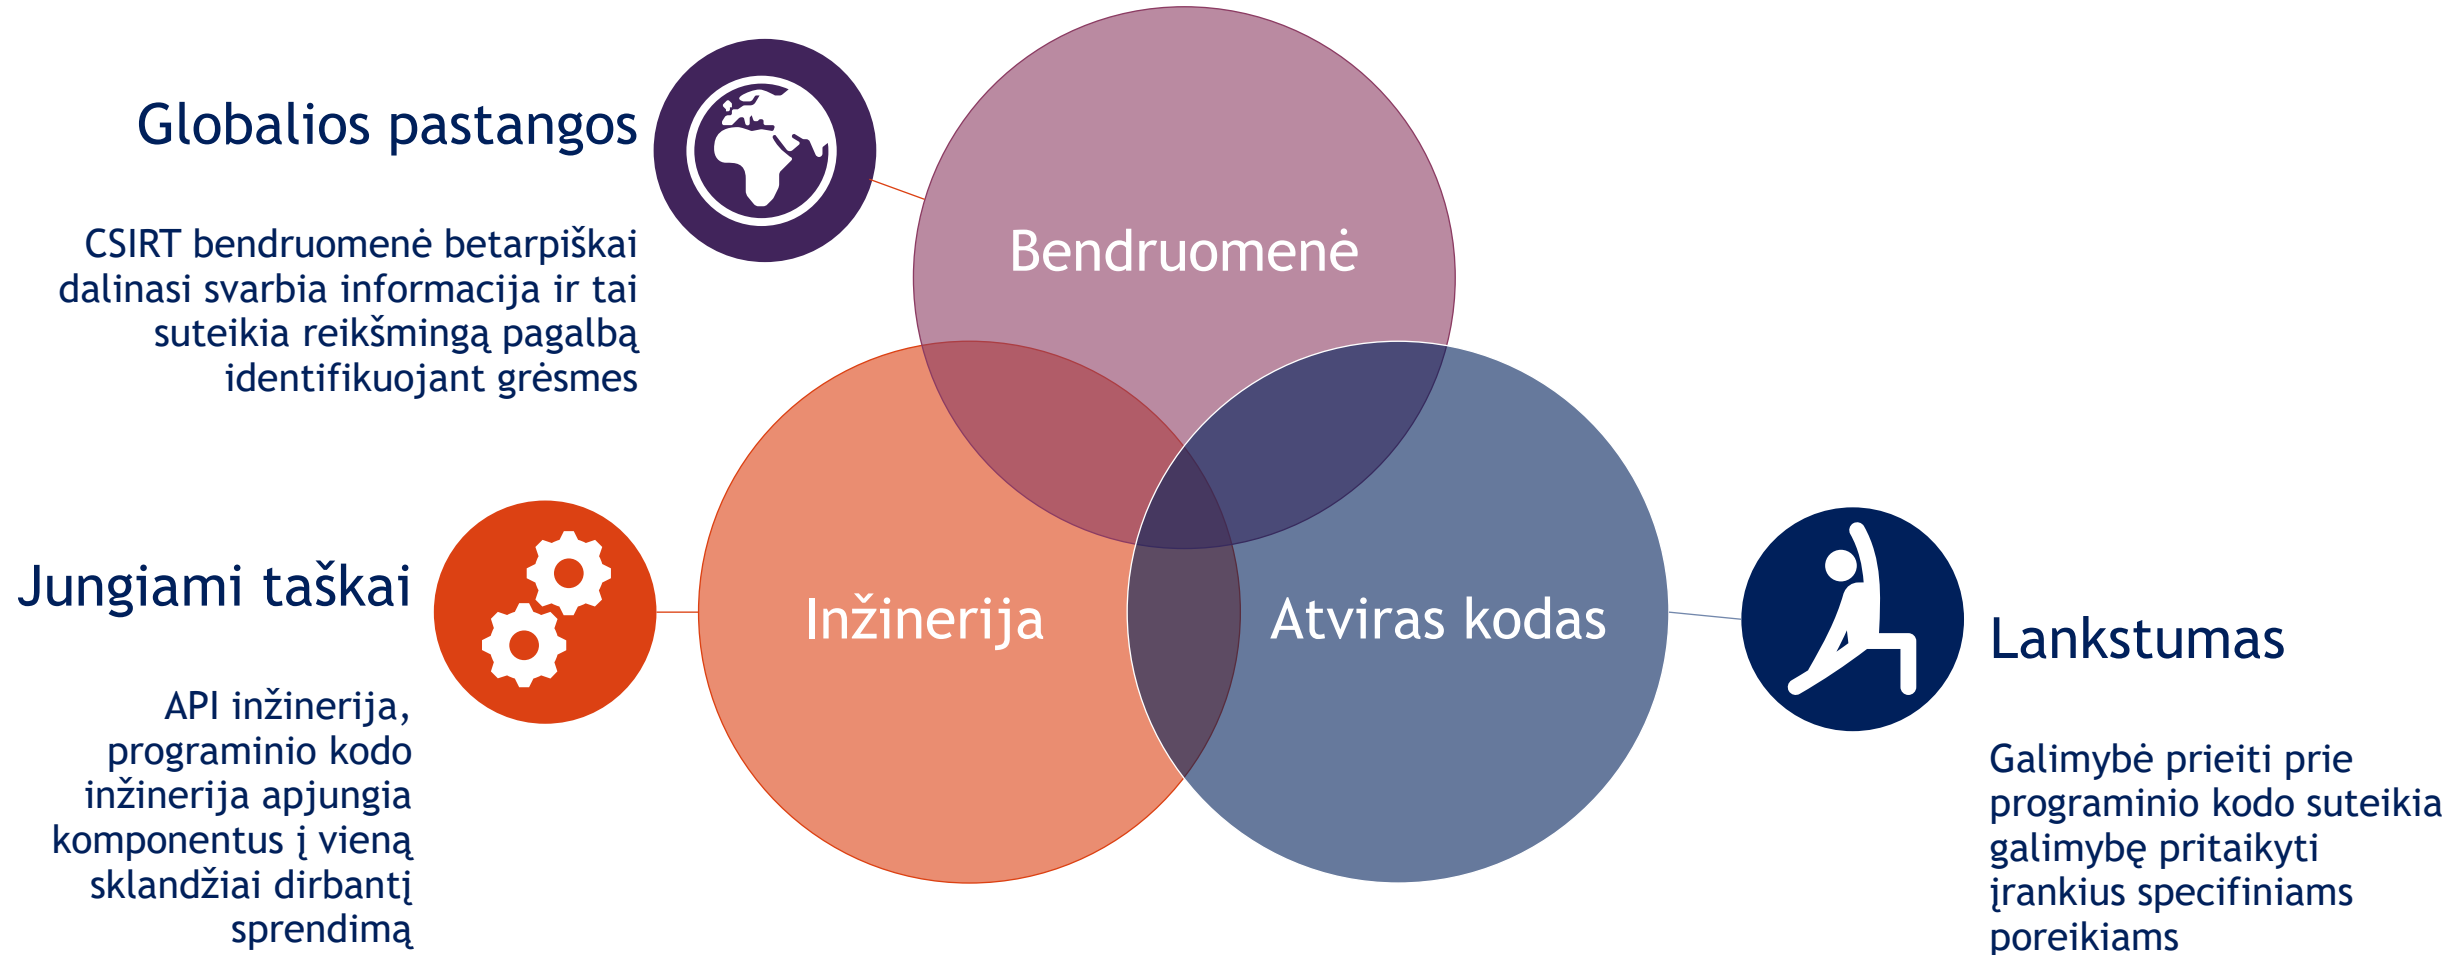 Globalios pastangos
CSIRT bendruomenė betarpiškai
dalinasi svarbia informacija ir tai
suteikia reikšmingą pagalbą
identifikuojant grėsmes
Bendruomenė
Jungiami taškai
API inžinerija,
programinio kodo
inžinerija apjungia
komponentus į vieną
sklandžiai dirbantį
sprendimą
Inžinerija
Atviras kodas
Lankstumas
Galimybė prieiti prie
programinio kodo suteikia
galimybę pritaikyti
įrankius specifiniams
poreikiams